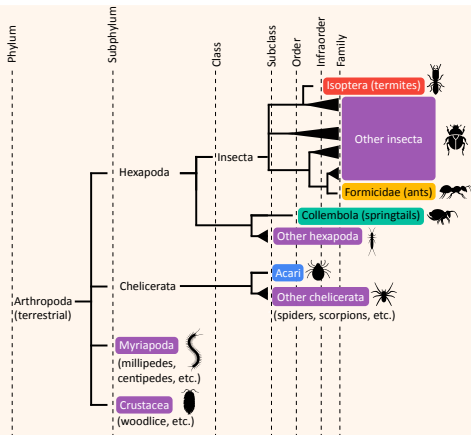 Phylum
Subphylum
Class
Subclass
Order
Infraorder
Family
Isoptera (termites)
Other insecta
Insecta
Hexapoda
Formicidae (ants)
Collembola (springtails)
Other hexapoda
Acari
Chelicerata
Other chelicerata
(spiders, scorpions, etc.)
Arthropoda
(terrestrial)
Myriapoda
(millipedes,
centipedes, etc.)
Crustacea
(woodlice, etc.)